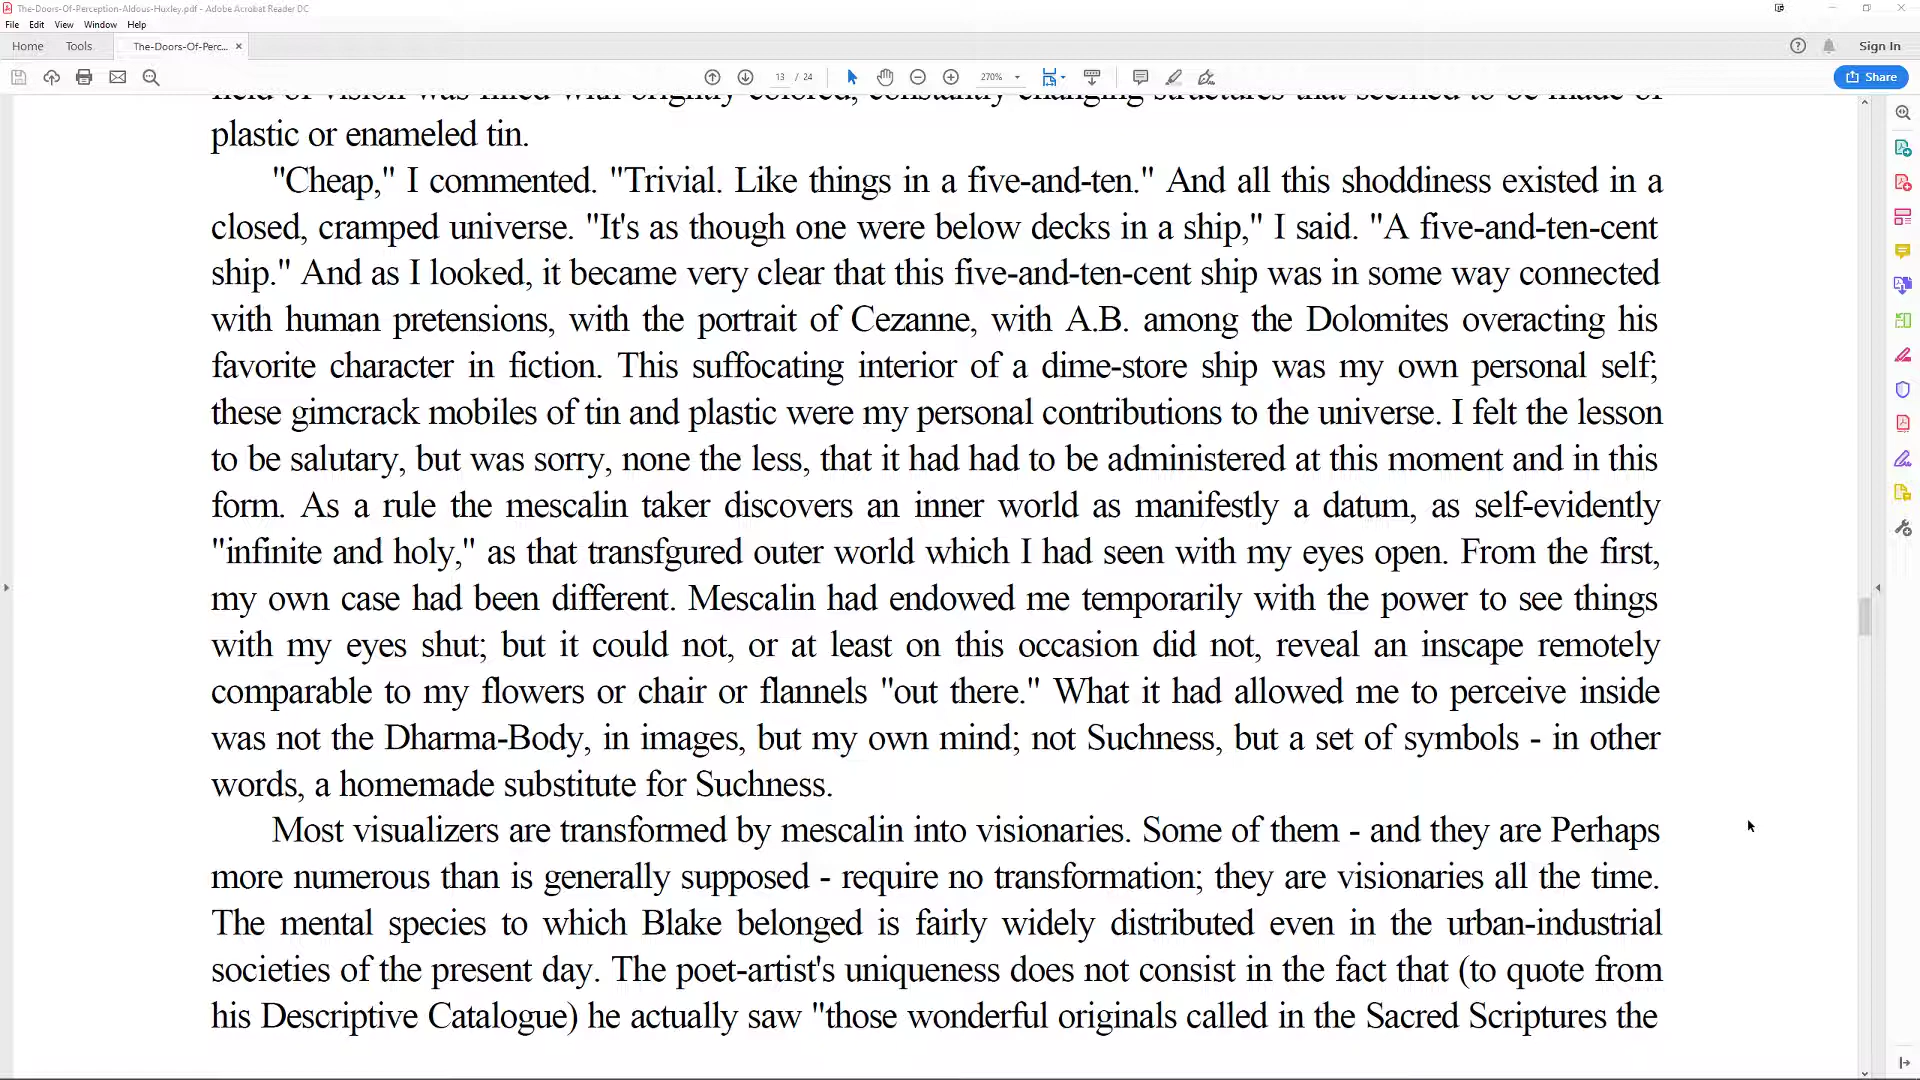 The-Doors-Of-Perception-Aldous-Huxley.pdf - Adobe Acrobat Reader DC
File Edit View Window Help
Home Tools The-Doors-Of-Perc... × Sign In
13 / 24 270% Share
field of vision was filled with brightly colored, constantly changing structures that seemed to be made of
plastic or enameled tin.
"Cheap," I commented. "Trivial. Like things in a five-and-ten." And all this shoddiness existed in a
closed, cramped universe. "It's as though one were below decks in a ship," I said. "A five-and-ten-cent
ship." And as I looked, it became very clear that this five-and-ten-cent ship was in some way connected
with human pretensions, with the portrait of Cezanne, with A.B. among the Dolomites overacting his
favorite character in fiction. This suffocating interior of a dime-store ship was my own personal self;
these gimcrack mobiles of tin and plastic were my personal contributions to the universe. I felt the lesson
to be salutary, but was sorry, none the less, that it had had to be administered at this moment and in this
form. As a rule the mescalin taker discovers an inner world as manifestly a datum, as self-evidently
"infinite and holy," as that transfgured outer world which I had seen with my eyes open. From the first,
my own case had been different. Mescalin had endowed me temporarily with the power to see things
with my eyes shut; but it could not, or at least on this occasion did not, reveal an inscape remotely
comparable to my flowers or chair or flannels "out there." What it had allowed me to perceive inside
was not the Dharma-Body, in images, but my own mind; not Suchness, but a set of symbols - in other
words, a homemade substitute for Suchness.
Most visualizers are transformed by mescalin into visionaries. Some of them - and they are Perhaps
more numerous than is generally supposed - require no transformation; they are visionaries all the time.
The mental species to which Blake belonged is fairly widely distributed even in the urban-industrial
societies of the present day. The poet-artist's uniqueness does not consist in the fact that (to quote from
his Descriptive Catalogue) he actually saw "those wonderful originals called in the Sacred Scriptures the